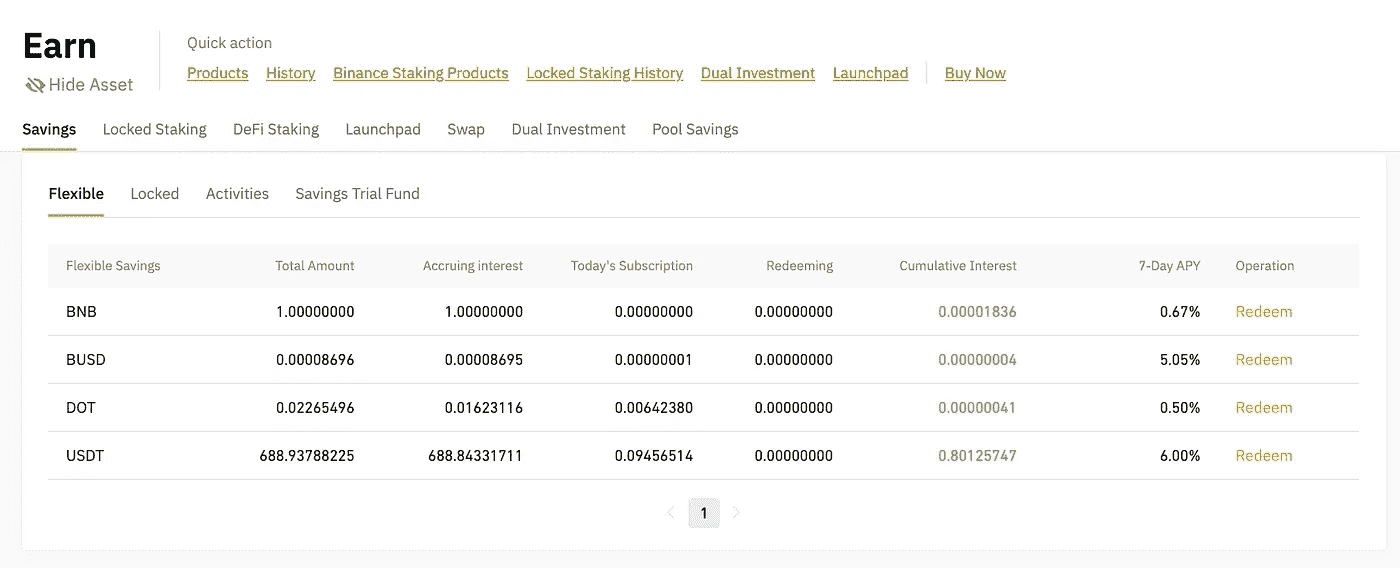 Earn
Hide Asset
Quick action
Products History Binance Staking Products Locked Staking History Dual Investment Launchpad Buy Now
Savings Locked Staking DeFi Staking Launchpad Swap Dual Investment Pool Savings
Flexible Locked Activities Savings Trial Fund
Flexible Savings Total Amount Accruing interest Today's Subscription Redeeming Cumulative Interest 7-Day APY Operation
BNB 1.00000000 1.00000000 0.00000000 0.00000000 0.00001836 0.67% Redeem
BUSD 0.00008696 0.00008695 0.00000001 0.00000000 0.00000004 5.05% Redeem
DOT 0.02265496 0.01623116 0.00642380 0.00000000 0.00000041 0.50% Redeem
USDT 688.93788225 688.84331711 0.09456514 0.00000000 0.80125747 6.00% Redeem
1